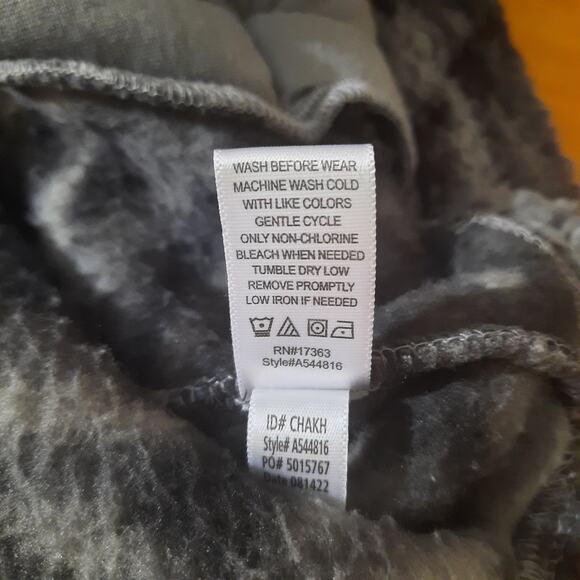 WASH BEFORE WEAR
MACHINE WASH COLD
WITH LIKE COLORS
GENTLE CYCLE
ONLY NON-CHLORINE
BLEACH WHEN NEEDED
TUMBLE DRY LOW
REMOVE PROMPTLY
LOW IRON IF NEEDED
RN#17363
Style#A544816
ID# CHAKH
Style# A544816
PO# 5015767
Date 081422